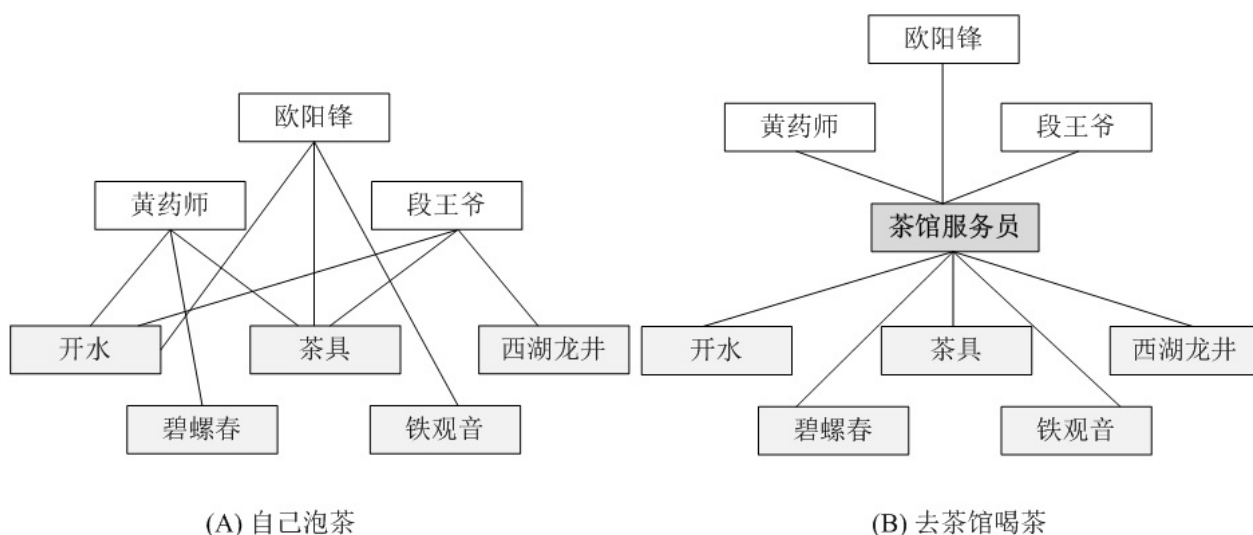 欧阳锋
黄药师
段王爷
开水
茶具
西湖龙井
碧螺春
铁观音
(A) 自己泡茶
欧阳锋
黄药师
段王爷
茶馆服务员
开水
茶具
西湖龙井
碧螺春
铁观音
(B) 去茶馆喝茶